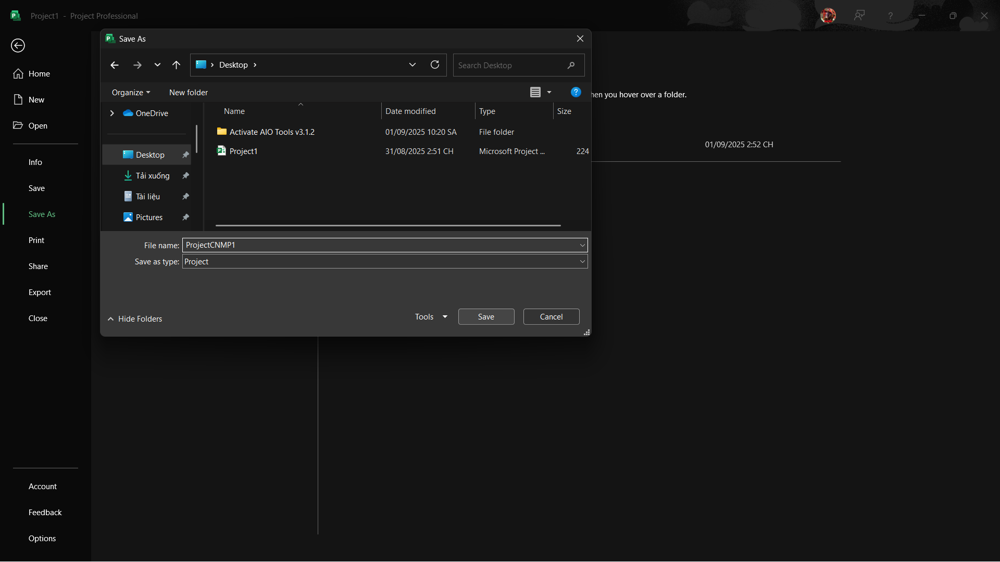 Project1 - Project Professional
Save As
Home
Desktop
Search Desktop
Organize
New folder
hen you hover over a folder.
New
OneDrive
Name
Date modified
Type
Size
Open
Activate AIO Tools v3.1.2
01/09/2025 10:20 SA
File folder
Project1
31/08/2025 2:51 CH
Microsoft Project ...
224
01/09/2025 2:52 CH
Info
Desktop
Tải xuống
Save
Tài liệu
Save As
Pictures
Print
File name:
ProjectCNMP1
Save as type:
Project
Share
Export
Close
Hide Folders
Tools
Save
Cancel
Account
Feedback
Options